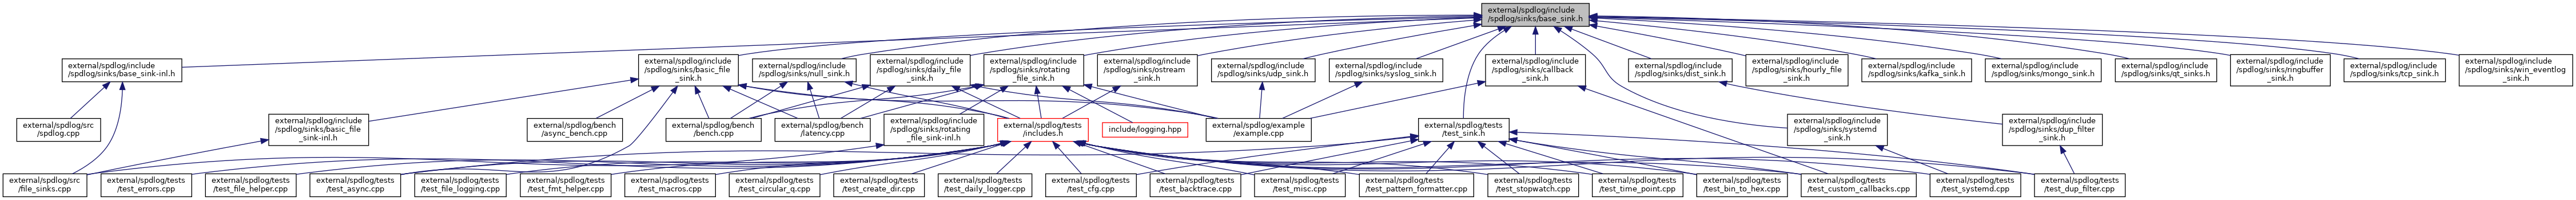 external/spdlog/include
/spdlog/sinks/base_sink.h
external/spdlog/include
/spdlog/sinks/base_sink-inl.h
external/spdlog/include
/spdlog/sinks/basic_file
_sink.h
external/spdlog/include
/spdlog/sinks/null_sink.h
external/spdlog/include
/spdlog/sinks/daily_file
_sink.h
external/spdlog/include
/spdlog/sinks/rotating
_file_sink.h
external/spdlog/include
/spdlog/sinks/ostream
_sink.h
external/spdlog/include
/spdlog/sinks/udp_sink.h
external/spdlog/include
/spdlog/sinks/syslog_sink.h
external/spdlog/include
/spdlog/sinks/callback
_sink.h
external/spdlog/include
/spdlog/sinks/dist_sink.h
external/spdlog/include
/spdlog/sinks/hourly_file
_sink.h
external/spdlog/include
/spdlog/sinks/kafka_sink.h
external/spdlog/include
/spdlog/sinks/mongo_sink.h
external/spdlog/include
/spdlog/sinks/qt_sinks.h
external/spdlog/include
/spdlog/sinks/ringbuffer
_sink.h
external/spdlog/include
/spdlog/sinks/tcp_sink.h
external/spdlog/include
/spdlog/sinks/win_eventlog
_sink.h
external/spdlog/src
/spdlog.cpp
external/spdlog/include
/spdlog/sinks/basic_file
_sink-inl.h
external/spdlog/bench
/async_bench.cpp
external/spdlog/bench
/bench.cpp
external/spdlog/bench
/latency.cpp
external/spdlog/include
/spdlog/sinks/rotating
_file_sink-inl.h
external/spdlog/tests
/includes.h
include/logging.hpp
external/spdlog/example
/example.cpp
external/spdlog/tests
/test_sink.h
external/spdlog/include
/spdlog/sinks/systemd
_sink.h
external/spdlog/include
/spdlog/sinks/dup_filter
_sink.h
external/spdlog/src
/file_sinks.cpp
external/spdlog/tests
/test_errors.cpp
external/spdlog/tests
/test_file_helper.cpp
external/spdlog/tests
/test_async.cpp
external/spdlog/tests
/test_file_logging.cpp
external/spdlog/tests
/test_fmt_helper.cpp
external/spdlog/tests
/test_macros.cpp
external/spdlog/tests
/test_circular_q.cpp
external/spdlog/tests
/test_create_dir.cpp
external/spdlog/tests
/test_daily_logger.cpp
external/spdlog/tests
/test_cfg.cpp
external/spdlog/tests
/test_backtrace.cpp
external/spdlog/tests
/test_misc.cpp
external/spdlog/tests
/test_pattern_formatter.cpp
external/spdlog/tests
/test_stopwatch.cpp
external/spdlog/tests
/test_time_point.cpp
external/spdlog/tests
/test_bin_to_hex.cpp
external/spdlog/tests
/test_custom_callbacks.cpp
external/spdlog/tests
/test_systemd.cpp
external/spdlog/tests
/test_dup_filter.cpp